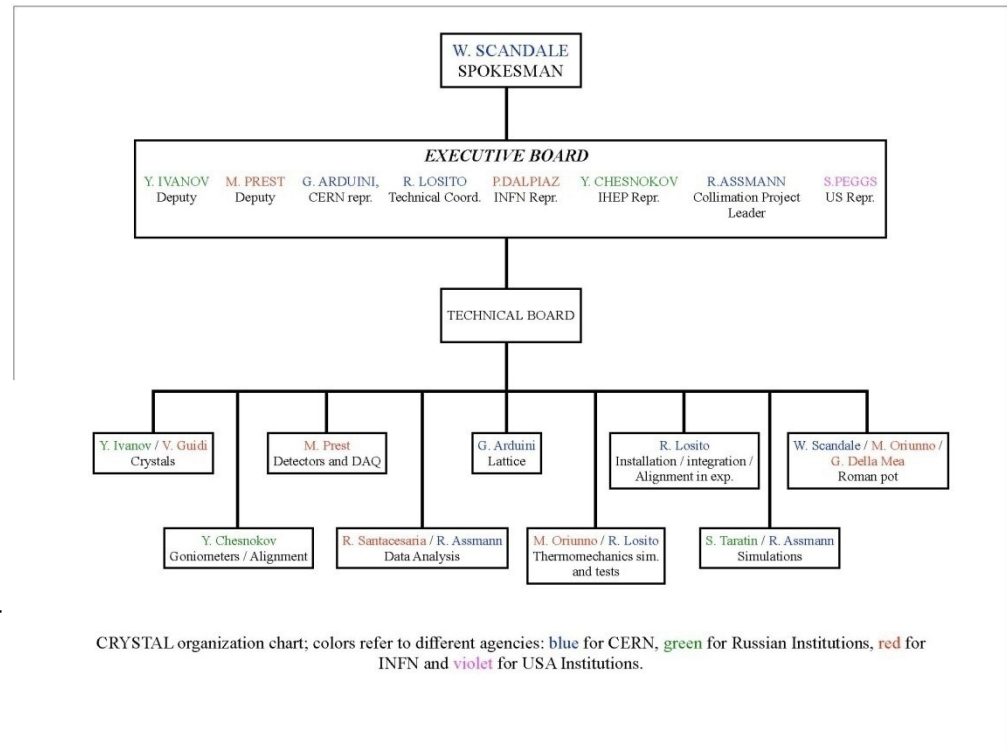 W. SCANDALE
SPOKESMAN
EXECUTIVE BOARD
Y. IVANOV M. PREST G. ARDUINI, R. LOSITO P.DALPIAZ Y. CHESNOKOV R.ASSMANN S.PEGGS
Deputy Deputy CERN repr. Technical Coord. INFN Repr. IHEP Repr. Collimation Project US Repr.
Leader
TECHNICAL BOARD
Y. Ivanov / V. Guidi
Crystals
M. Prest
Detectors and DAQ
G. Arduini
Lattice
R. Losito
Installation / integration /
Alignment in exp.
W. Scandale / M. Oriunno /
G. Della Mea
Roman pot
Y. Chesnokov
Goniometers / Alignment
R. Santacesaria / R. Assmann
Data Analysis
M. Oriunno / R. Losito
Thermomechanics sim.
and tests
S. Taratin / R. Assmann
Simulations
CRYSTAL organization chart; colors refer to different agencies: blue for CERN, green for Russian Institutions, red for
INFN and violet for USA Institutions.